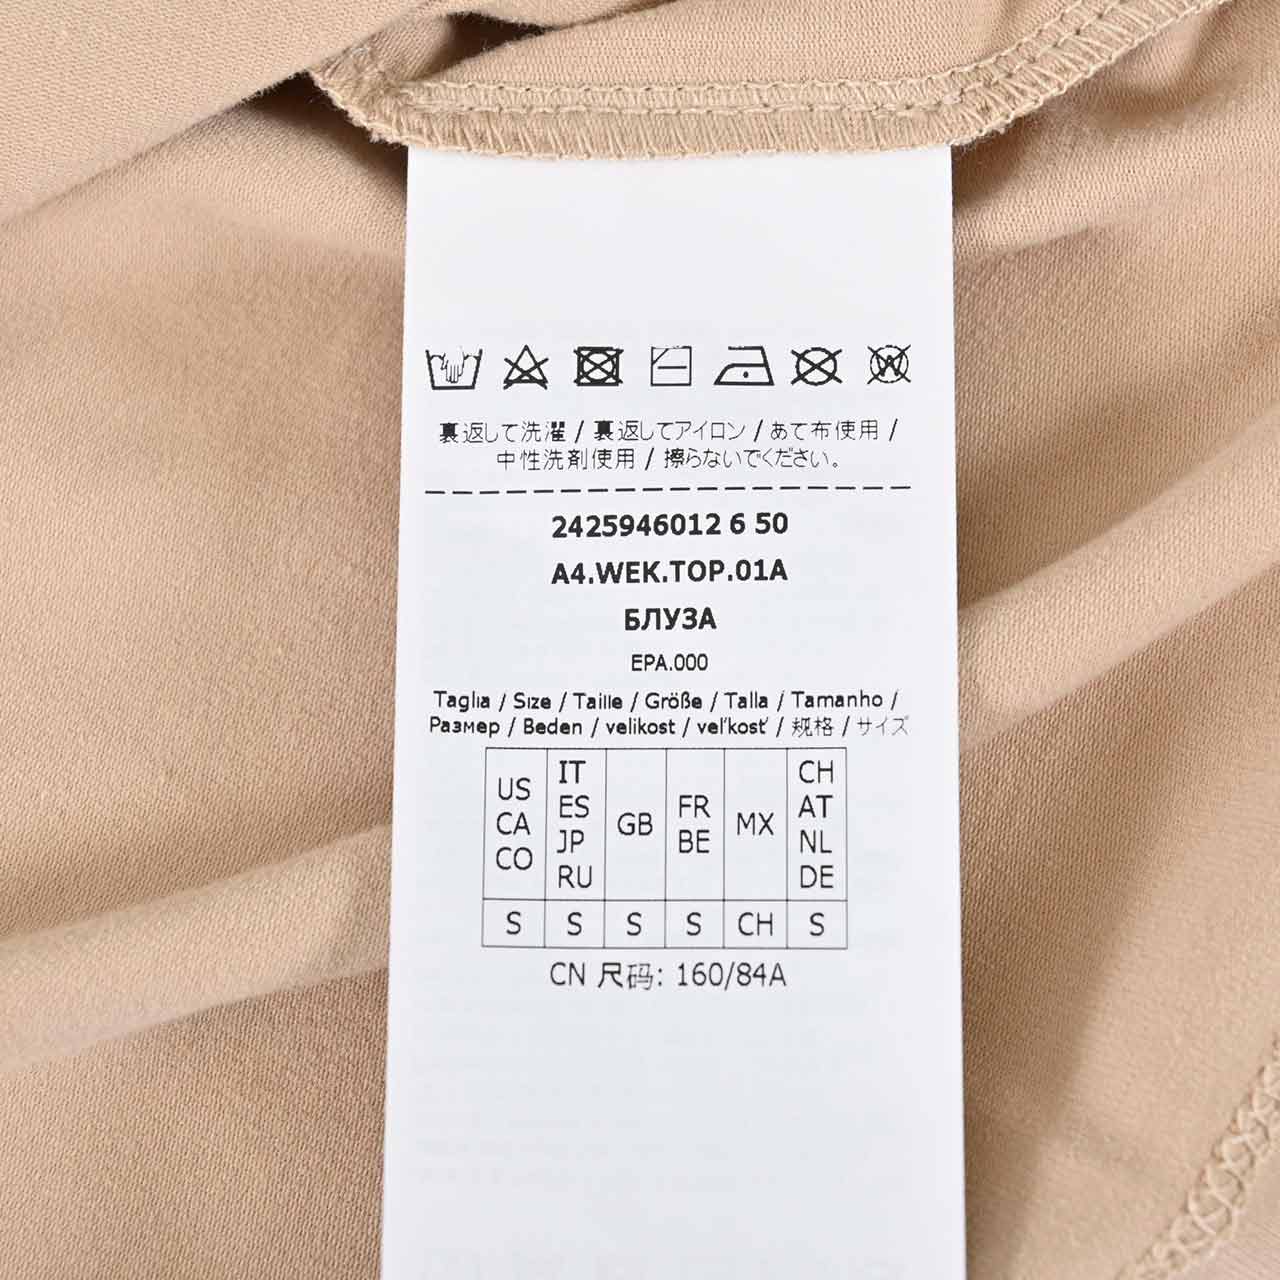 裏返して洗濯 / 裏返してアイロン / あて布使用 /
中性洗剤使用 / 擦らないでください。
2425946012 6 50
A4.WEK.TOP.01A
БЛУЗА
EPA.000
Taglia / Size / Taille / Größe / Talla / Tamanho /
Размер / Beden / velikost / veľkosť / 规格 / サイズ
US CA CO
IT ES JP RU
GB
FR BE
MX
CH AT NL DE
S S S S CH S
CN 尺码: 160/84A